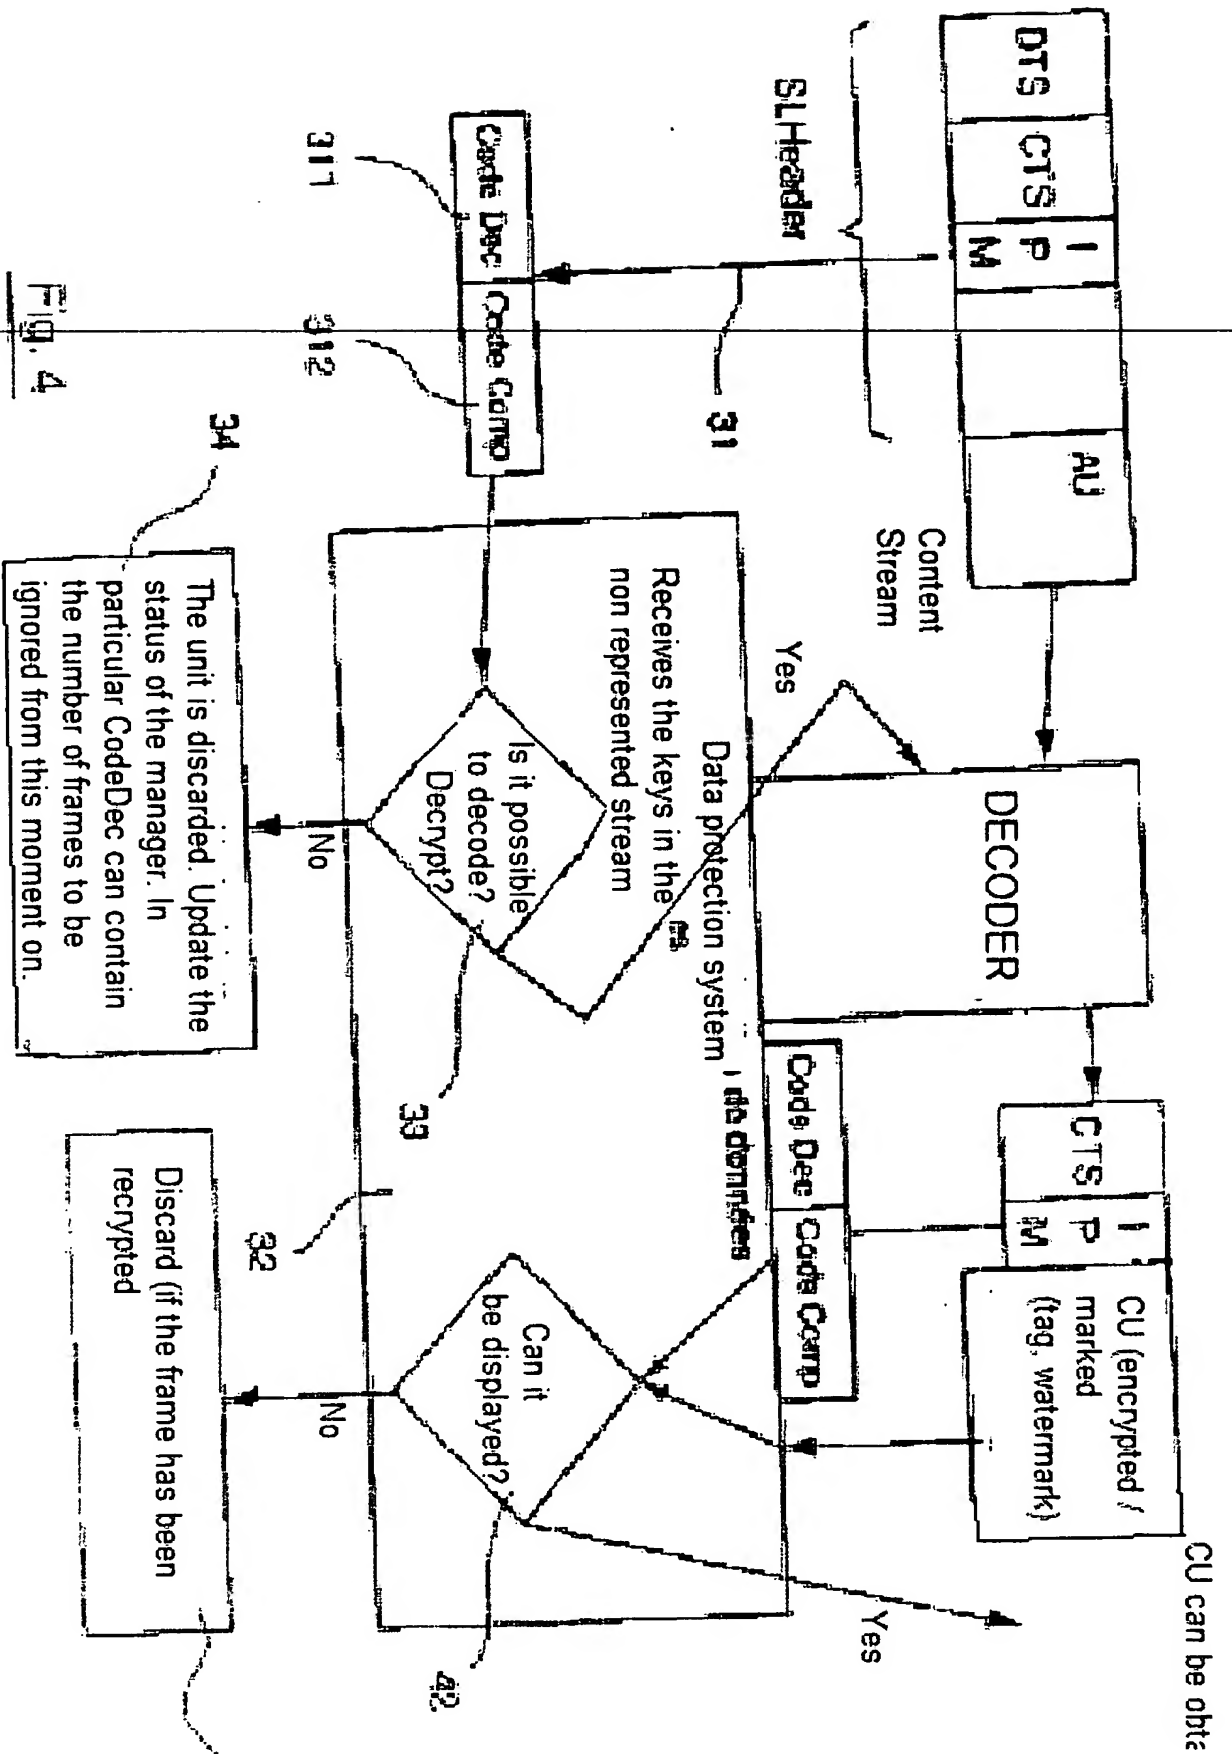 DTS
CTS
I
P
M
AU
SLHeader
Content
Stream
31
Code Dec
Code Comp
311
312
DECODER
Yes
CTS
I
P
M
CU (encrypted /
marked
(tag, watermark)
CU can be obta
Code Dec
Code Comp
Data protection system
de données
Receives the keys in the
non represented stream
Is it possible
to decode?
Decrypt?
33
No
Can it
be displayed?
42
Yes
No
32
34
The unit is discarded. Update the
status of the manager. In
particular CodeDec can contain
the number of frames to be
ignored from this moment on.
Discard (if the frame has been
recrypted
Fig. 4